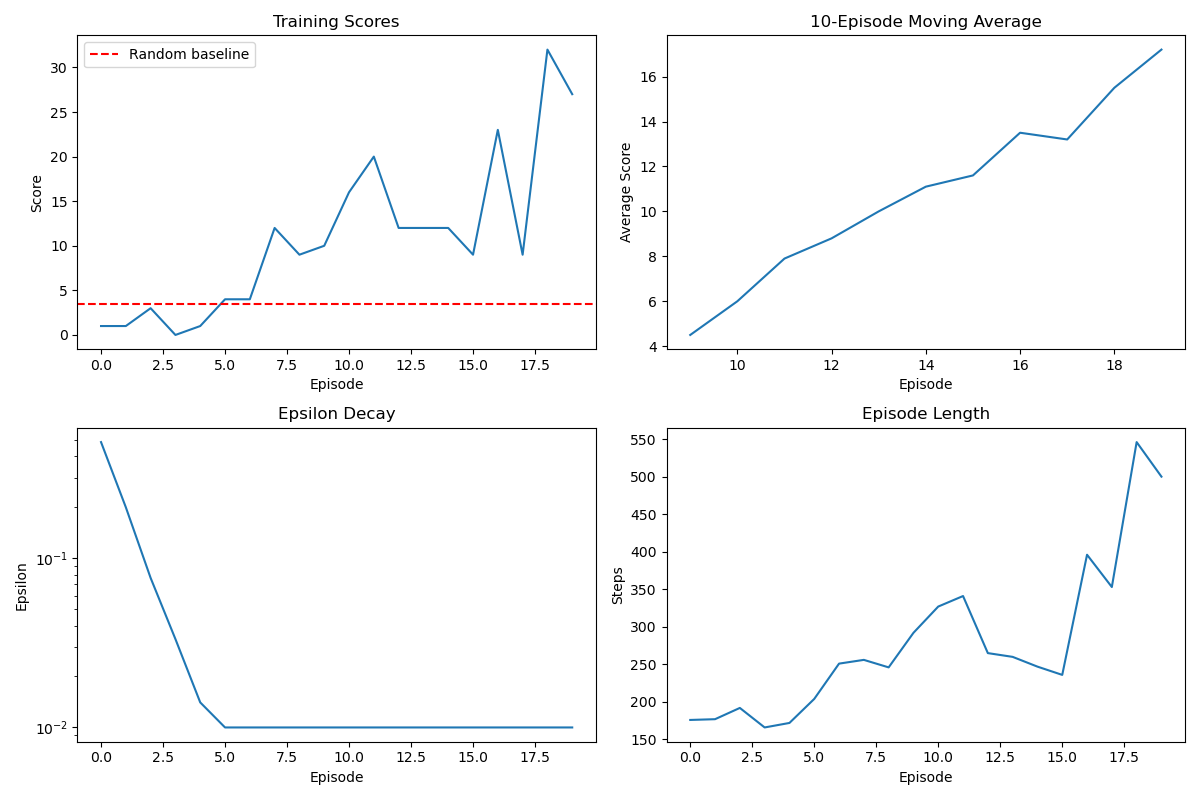 Training Scores
Random baseline
30
25
20
15
10
5
0
Score
0.0 2.5 5.0 7.5 10.0 12.5 15.0 17.5
Episode
10-Episode Moving Average
16
14
12
10
8
6
4
Average Score
10 12 14 16 18
Episode
Epsilon Decay
10⁻¹
10⁻²
Epsilon
0.0 2.5 5.0 7.5 10.0 12.5 15.0 17.5
Episode
Episode Length
550
500
450
400
350
300
250
200
150
Steps
0.0 2.5 5.0 7.5 10.0 12.5 15.0 17.5
Episode